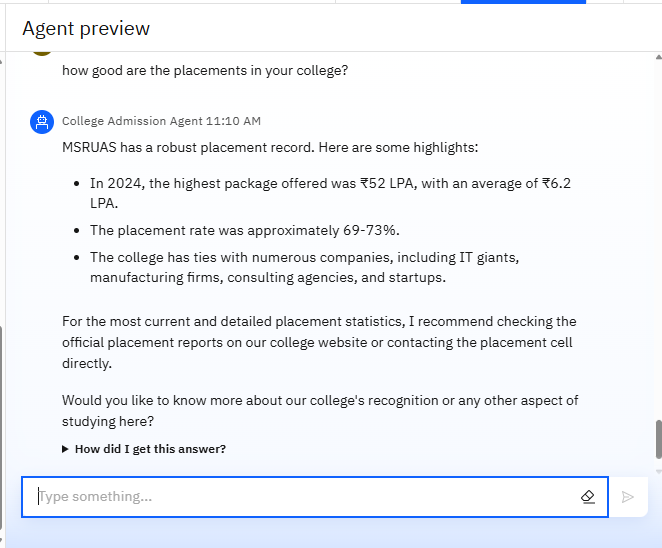 Agent preview
how good are the placements in your college?
College Admission Agent 11:10 AM
MSRUAS has a robust placement record. Here are some highlights:
• In 2024, the highest package offered was ₹52 LPA, with an average of ₹6.2
LPA.
• The placement rate was approximately 69-73%.
• The college has ties with numerous companies, including IT giants,
manufacturing firms, consulting agencies, and startups.
For the most current and detailed placement statistics, I recommend checking the
official placement reports on our college website or contacting the placement cell
directly.
Would you like to know more about our college's recognition or any other aspect of
studying here?
How did I get this answer?
Type something...